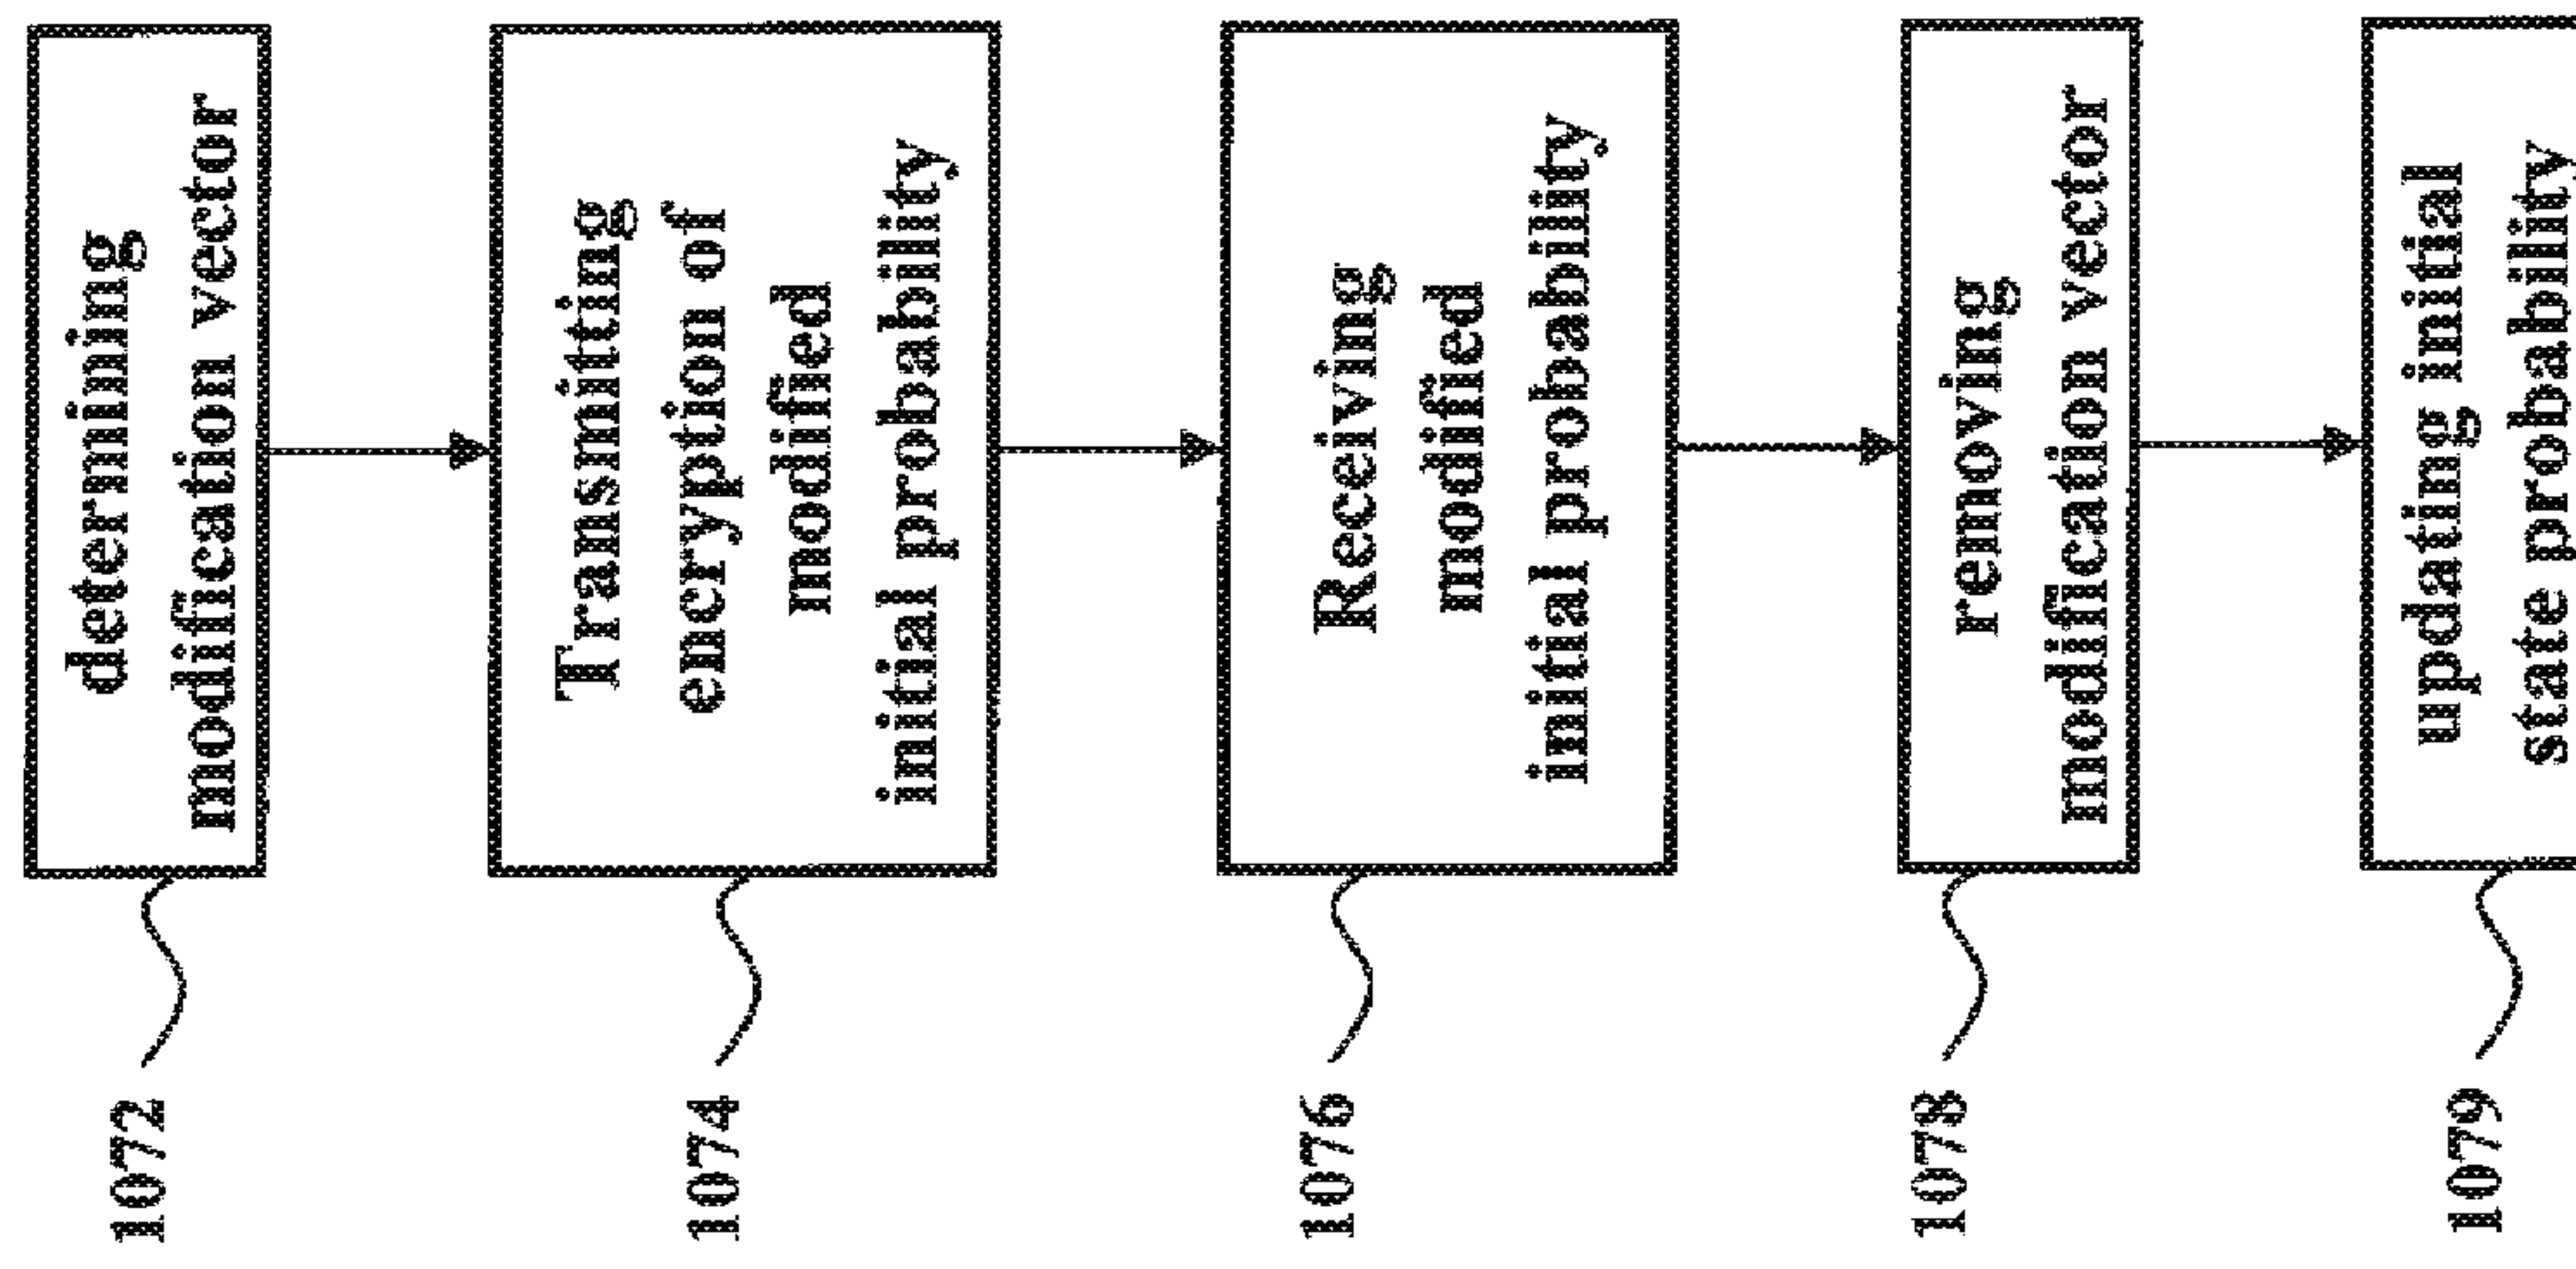 1072
determining
modification vector
1074
Transmitting
encryption of
modified
initial probability
1076
Receiving
modified
initial probability
1078
removing
modification vector
1079
updating initial
state probability